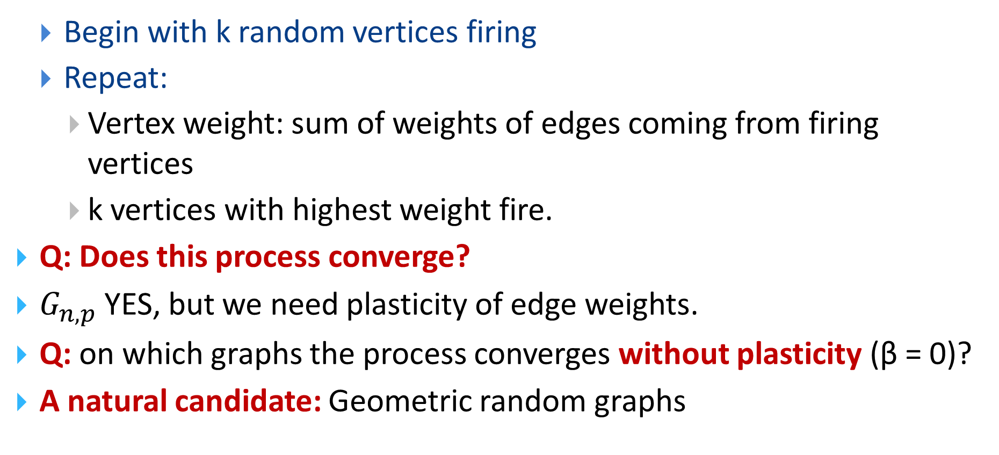 Begin with k random vertices firing
Repeat:
Vertex weight: sum of weights of edges coming from firing
vertices
k vertices with highest weight fire.
Q: Does this process converge?
𝐺𝑛,𝑝 YES, but we need plasticity of edge weights.
Q: on which graphs the process converges without plasticity (β = 0)?
A natural candidate: Geometric random graphs